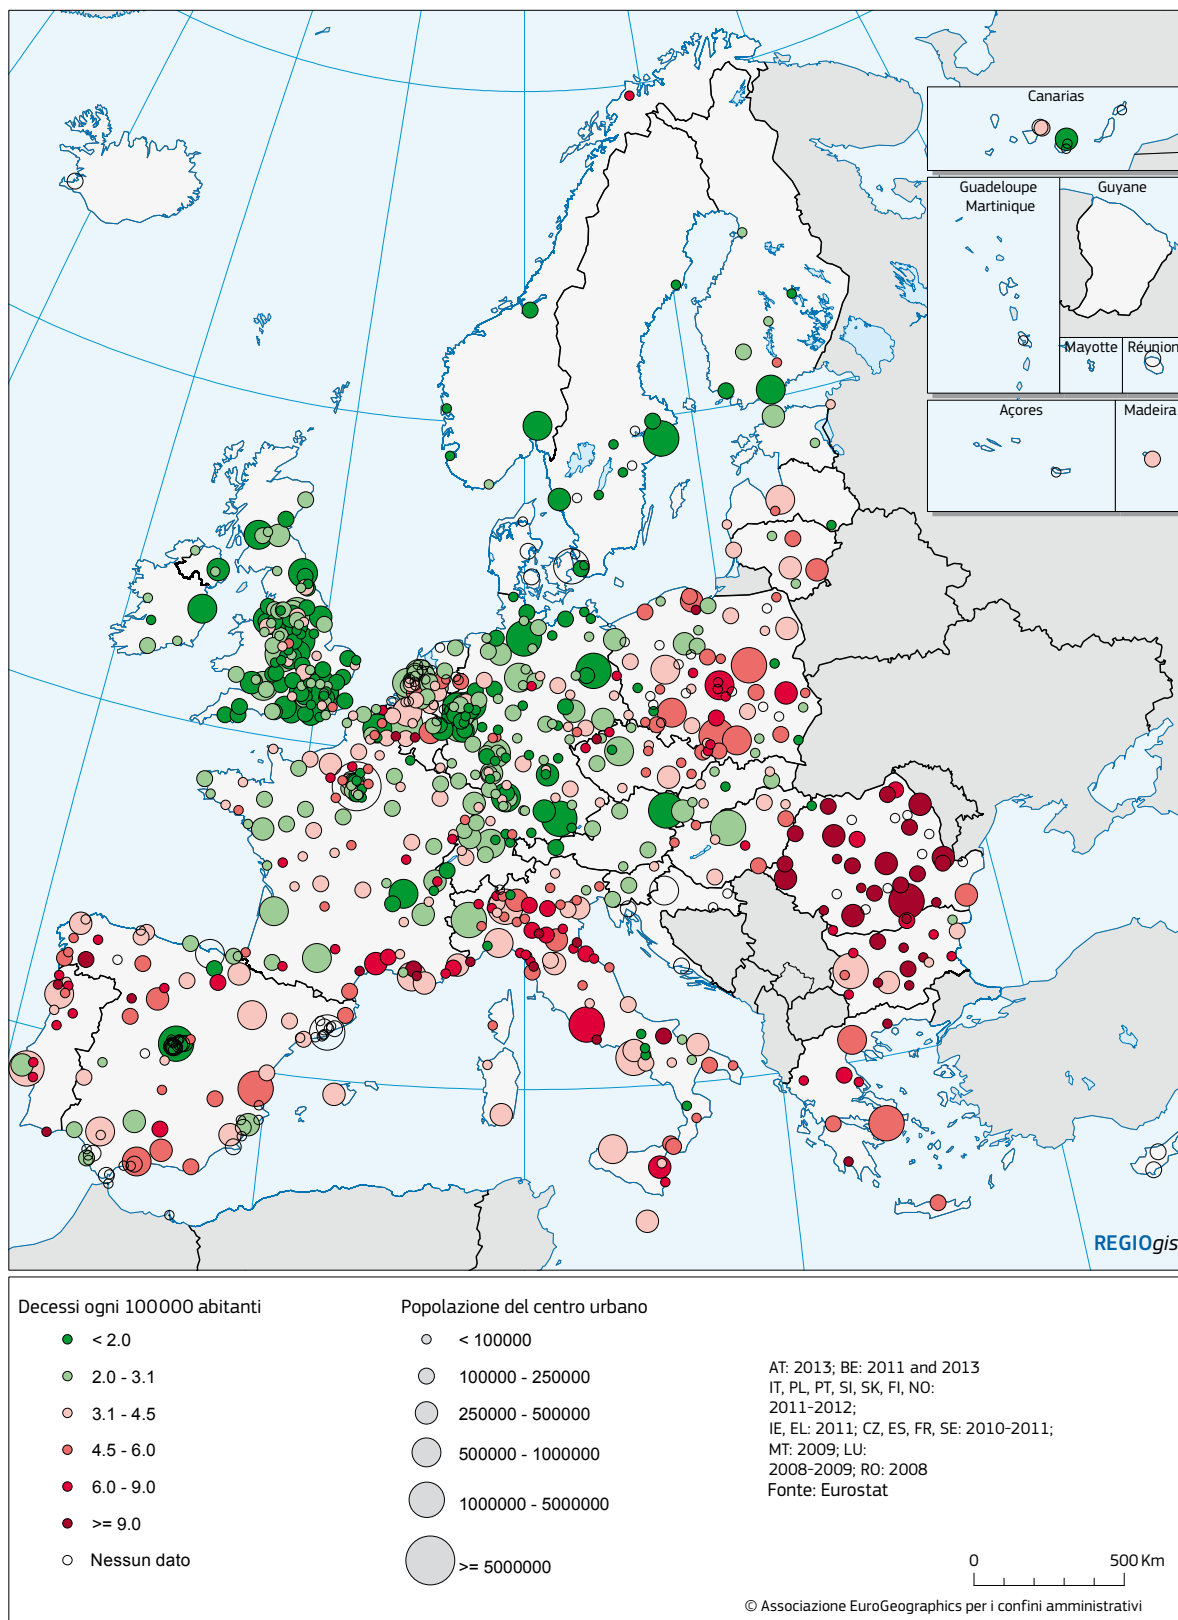 Canarias
Guadeloupe
Martinique
Guyane
Mayotte
Réunion
Açores
Madeira
REGIOgis
Decessi ogni 100000 abitanti
< 2.0
2.0 - 3.1
3.1 - 4.5
4.5 - 6.0
6.0 - 9.0
>= 9.0
Nessun dato
Popolazione del centro urbano
< 100000
100000 - 250000
250000 - 500000
500000 - 1000000
1000000 - 5000000
>= 5000000
AT: 2013; BE: 2011 and 2013
IT, PL, PT, SI, SK, FI, NO:
2011-2012;
IE, EL: 2011; CZ, ES, FR, SE: 2010-2011;
MT: 2009; LU:
2008-2009; RO: 2008
Fonte: Eurostat
0 500 Km
© Associazione EuroGeographics per i confini amministrativi